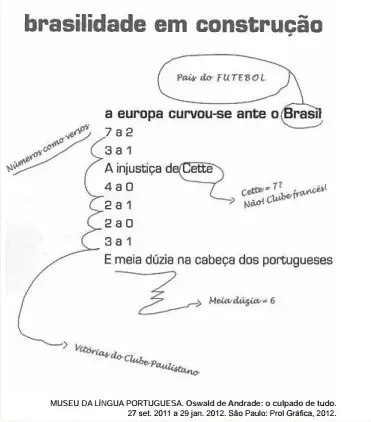 brasilidade em construção
País do FUTEBOL
a europa curvou-se ante o Brasil
Números como versos
7 a 2
3 a 1
A injustiça de Cette
4 a 0
2 a 1
2 a 0
3 a 1
E meia dúzia na cabeça dos portugueses
Cette = ??
Não! Clube francês!
Meia dúzia = 6
Vitórias do Clube Paulistano
MUSEU DA LÍNGUA PORTUGUESA. Oswald de Andrade: o culpado de tudo.
27 set. 2011 a 29 jan. 2012. São Paulo: Prol Gráfica, 2012.